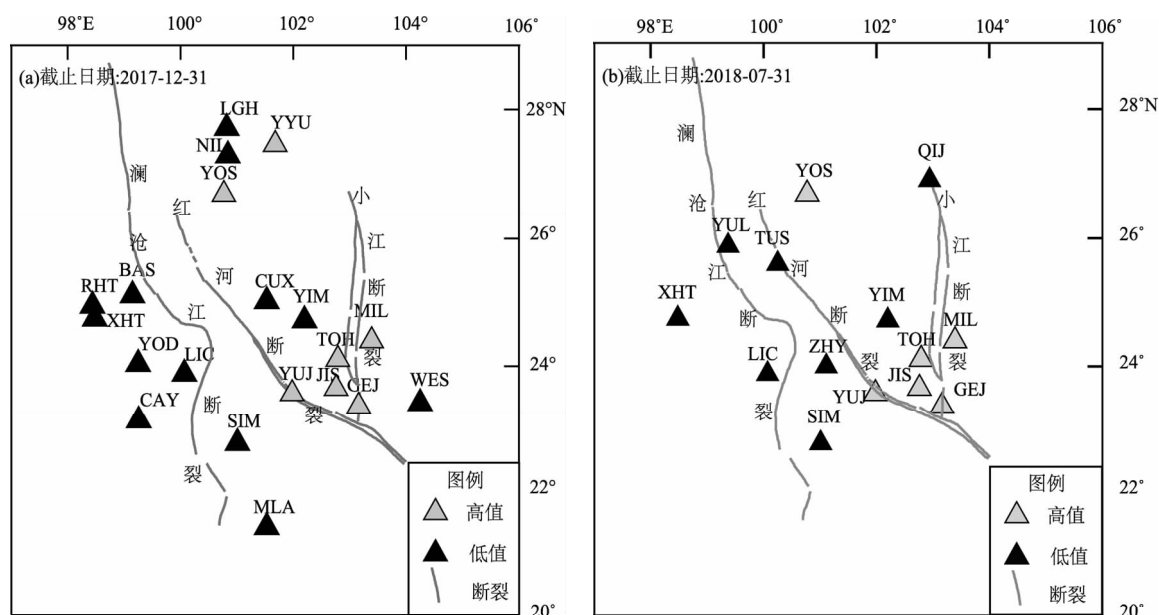 98°E
100°
102°
104°
106°
(a)截止日期:2017-12-31
28°N
26°
24°
22°
20°
LGH
YYU
NIL
YOS
澜沧江断裂
红河断裂
小江断裂
BAS
RHT
XHT
CUX
YIM
MIL
YOD
LIC
TOH
YUJ
JIS
GEJ
WES
CAY
SIM
MLA
图例
高值
低值
断裂
98°E
100°
102°
104°
106°
(b)截止日期:2018-07-31
28°N
26°
24°
22°
20°
QIJ
YOS
澜沧江断裂
红河断裂
小江断裂
YUL
TUS
XHT
YIM
MIL
LIC
ZHY
TOH
JIS
YUJ
GEJ
SIM
图例
高值
低值
断裂